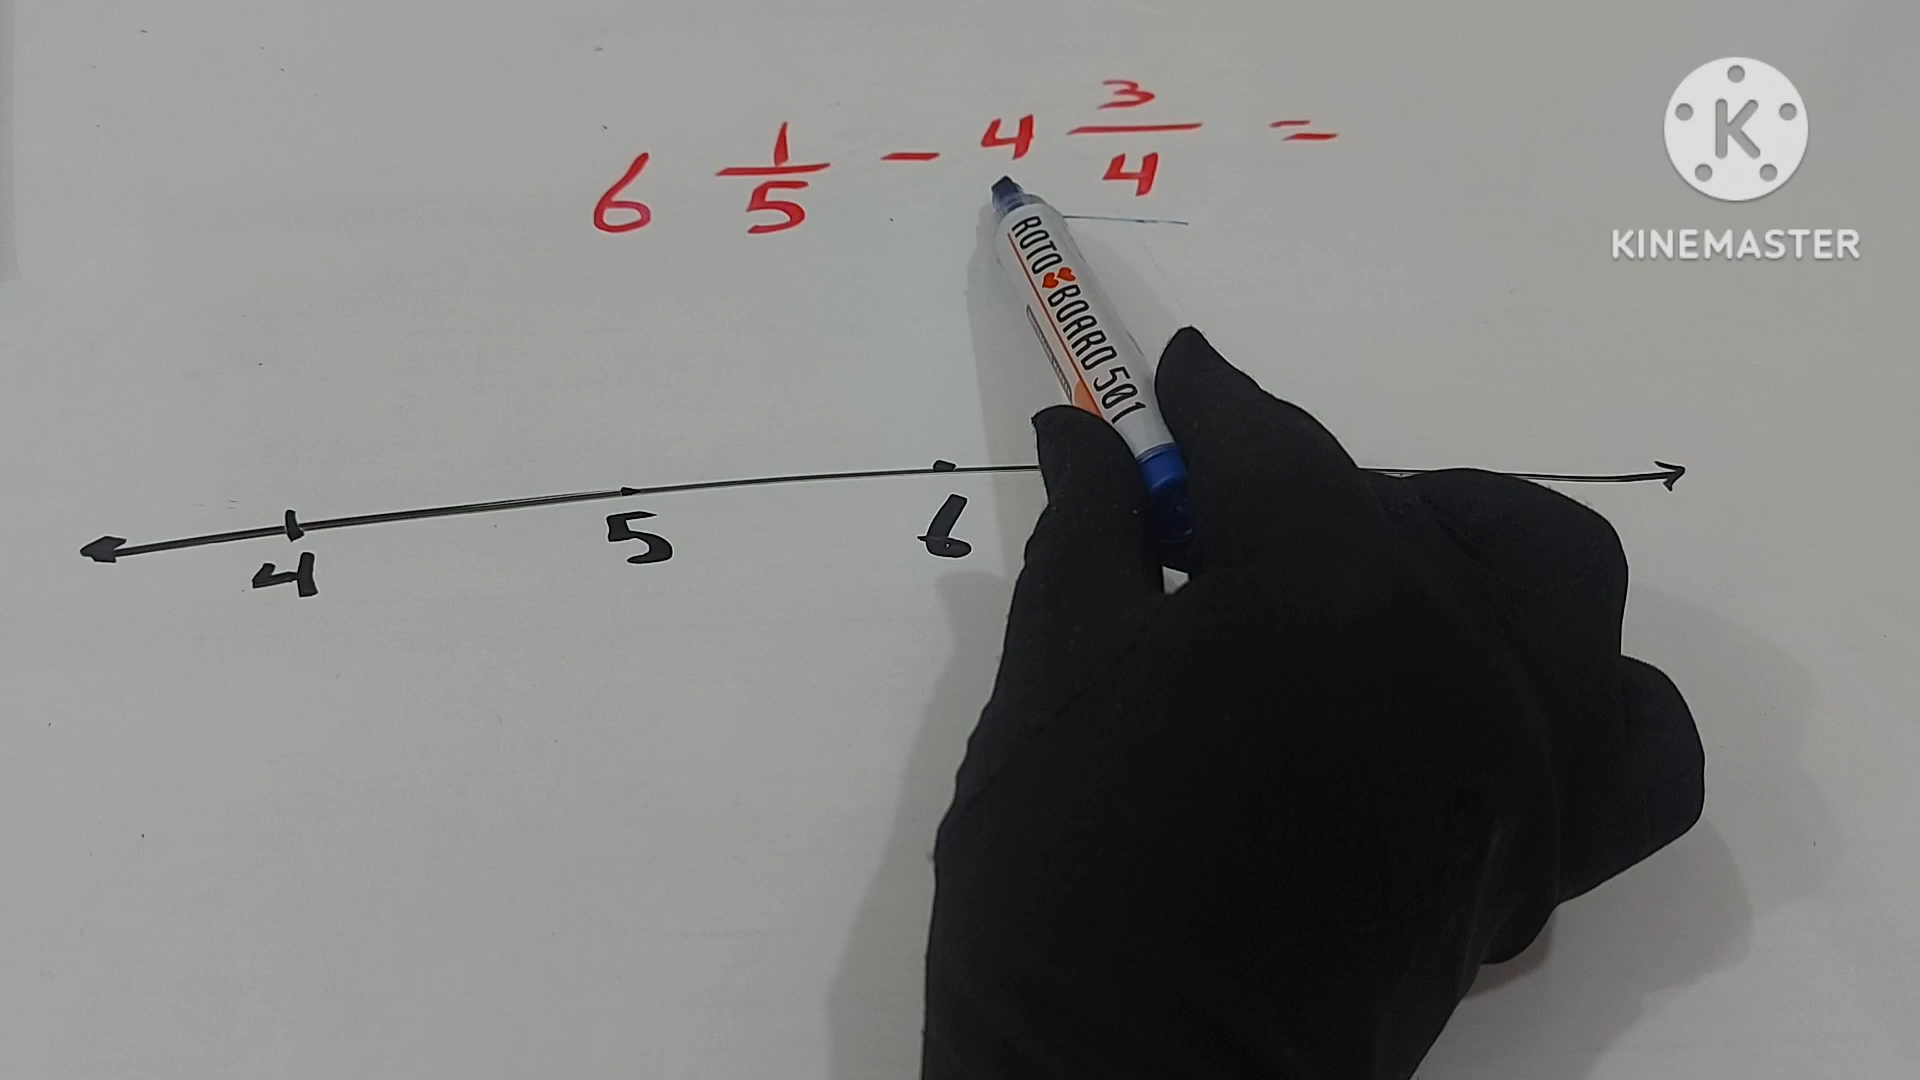 6 1/5 - 4 3/4 =
K
KINEMASTER
ROTO BOARD 501
4 5 6